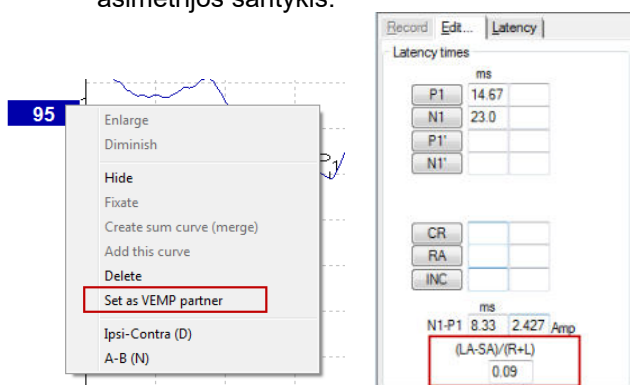 asimetrijos santykis.
95
Enlarge
Diminish
Hide
Fixate
Create sum curve (merge)
Add this curve
Delete
Set as VEMP partner
Ipsi-Contra (D)
A-B (N)
P1
Record Edit... Latency
Latency times
ms
P1 14.67
N1 23.0
P1'
N1'
CR
RA
INC
ms
N1-P1 8.33 2.427 Amp
(LA-SA)/(R+L)
0.09